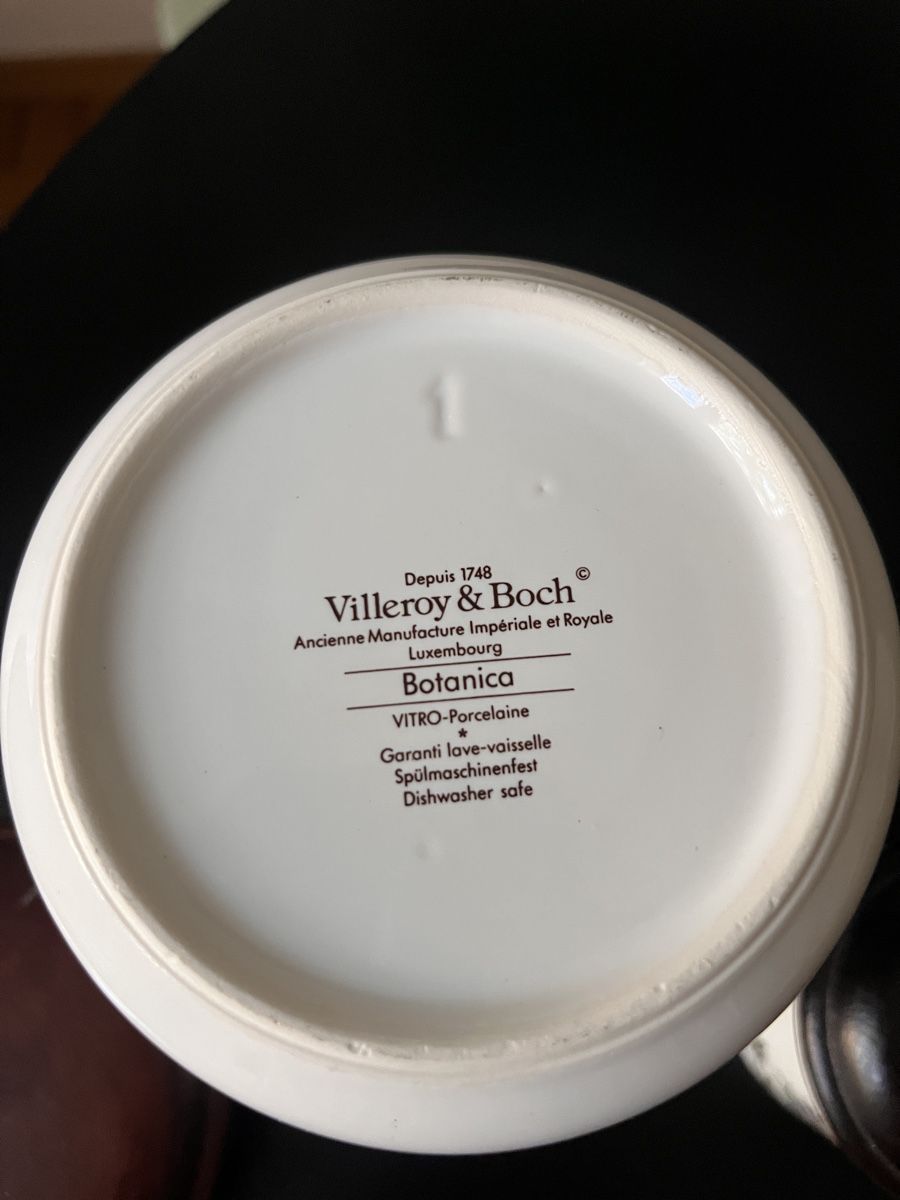 1
Depuis 1748
Villeroy & Boch ©
Ancienne Manufacture Impériale et Royale
Luxembourg
Botanica
VITRO-Porcelaine
*
Garanti lave-vaisselle
Spülmaschinenfest
Dishwasher safe